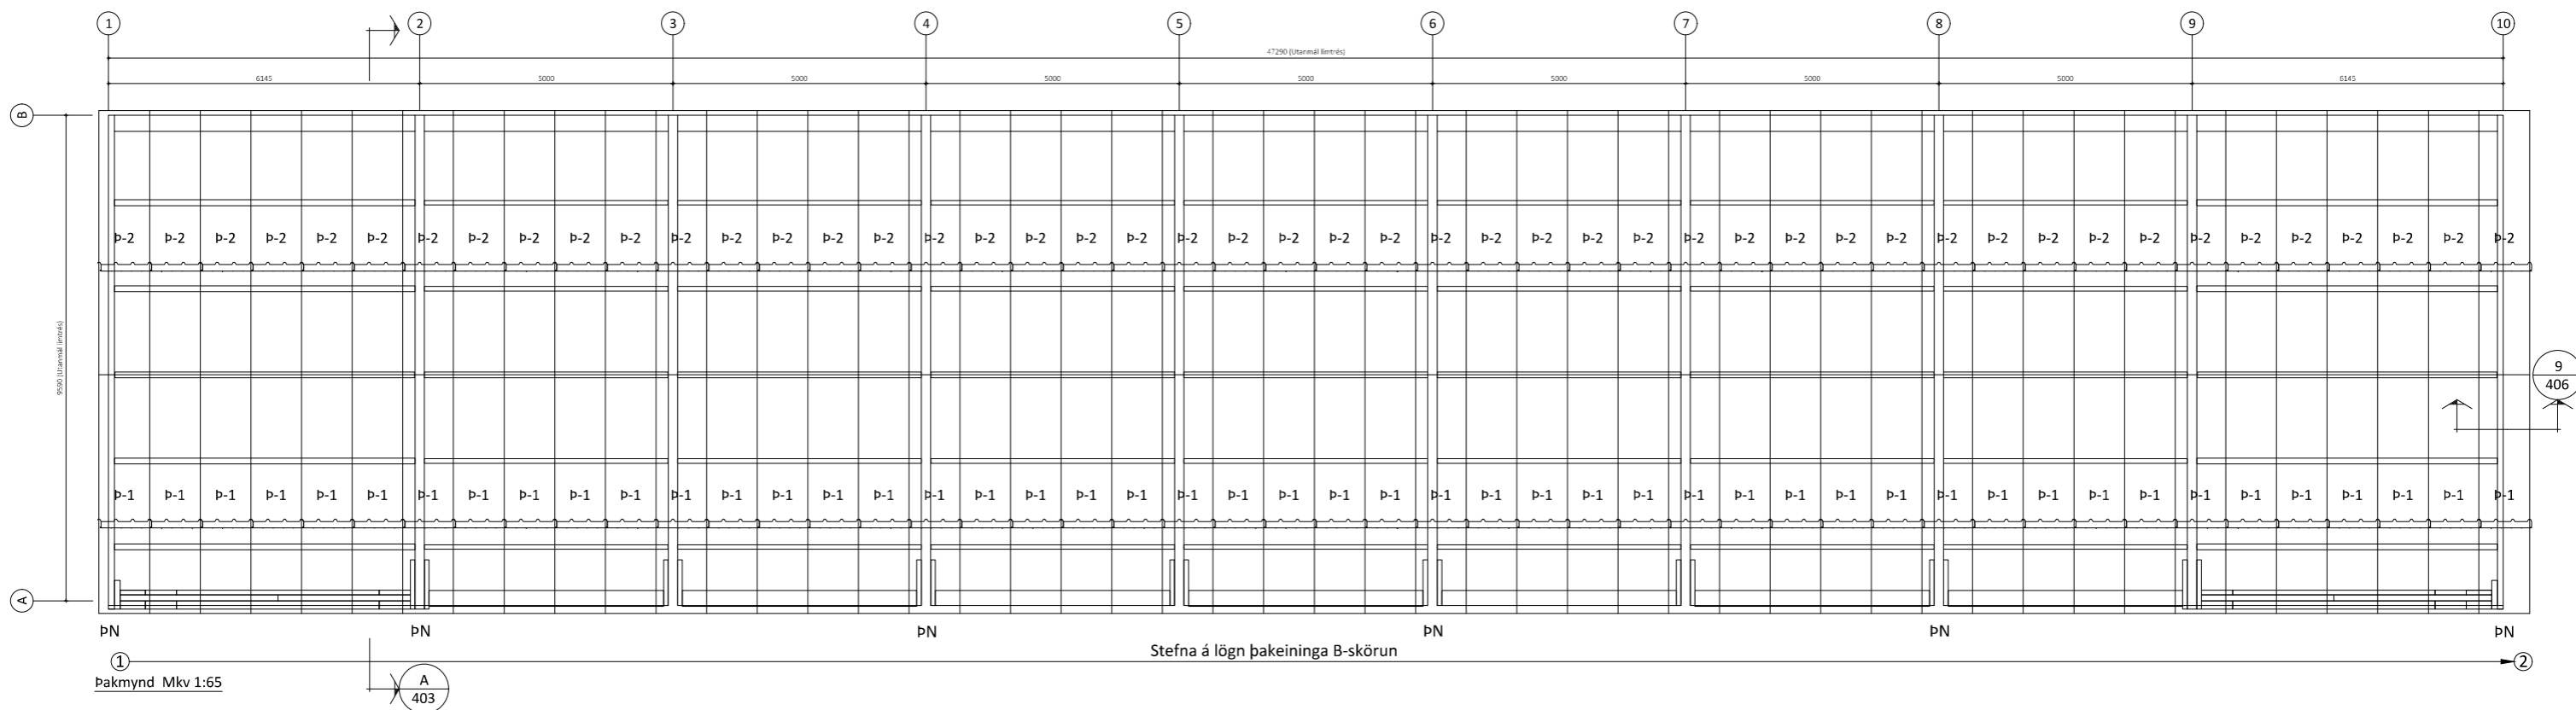 1 2 3 4 5 6 7 8 9 10
47290 (Utanmál límtrés)
6145 5000 5000 5000 5000 5000 5000 5000 6145
B
Þ-2 Þ-2 Þ-2 Þ-2 Þ-2 Þ-2 Þ-2 Þ-2 Þ-2 Þ-2 Þ-2 Þ-2 Þ-2 Þ-2 Þ-2 Þ-2 Þ-2 Þ-2 Þ-2 Þ-2 Þ-2 Þ-2 Þ-2 Þ-2 Þ-2 Þ-2 Þ-2 Þ-2 Þ-2 Þ-2 Þ-2 Þ-2 Þ-2 Þ-2 Þ-2 Þ-2 Þ-2 Þ-2 Þ-2 Þ-2 Þ-2 Þ-2 Þ-2 Þ-2 Þ-2 Þ-2 Þ-2 Þ-2
9590 (Utanmál límtrés)
9
406
Þ-1 Þ-1 Þ-1 Þ-1 Þ-1 Þ-1 Þ-1 Þ-1 Þ-1 Þ-1 Þ-1 Þ-1 Þ-1 Þ-1 Þ-1 Þ-1 Þ-1 Þ-1 Þ-1 Þ-1 Þ-1 Þ-1 Þ-1 Þ-1 Þ-1 Þ-1 Þ-1 Þ-1 Þ-1 Þ-1 Þ-1 Þ-1 Þ-1 Þ-1 Þ-1 Þ-1 Þ-1 Þ-1 Þ-1 Þ-1 Þ-1 Þ-1 Þ-1 Þ-1 Þ-1 Þ-1 Þ-1 Þ-1
A
ÞN ÞN ÞN ÞN ÞN ÞN
1 Stefna á lögn þakeininga B-skörun 2
Þakmynd Mkv 1:65
A
403